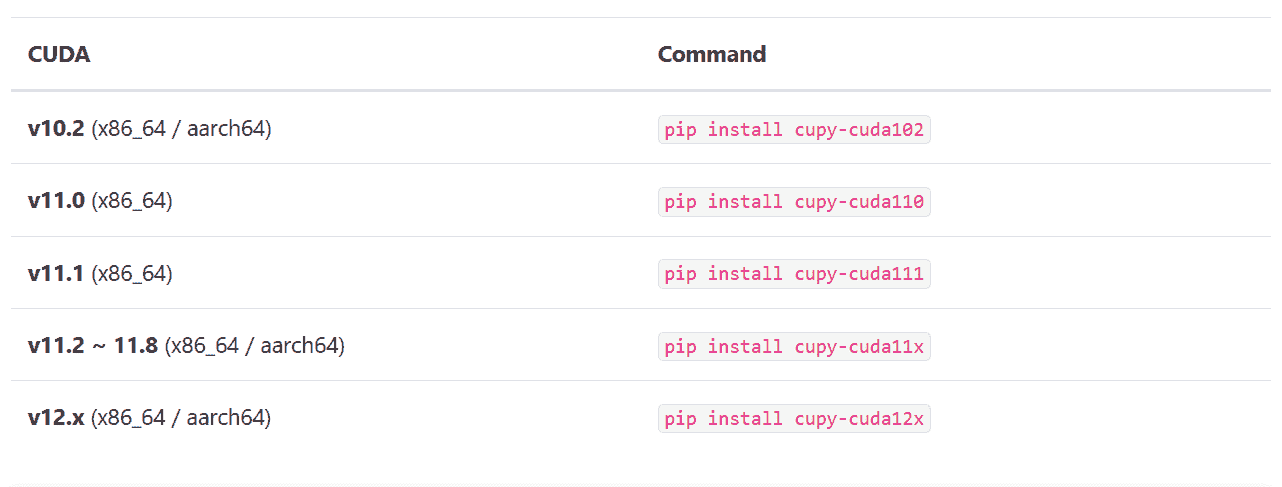 CUDA Command
v10.2 (x86_64 / aarch64) pip install cupy-cuda102
v11.0 (x86_64) pip install cupy-cuda110
v11.1 (x86_64) pip install cupy-cuda111
v11.2 ~ 11.8 (x86_64 / aarch64) pip install cupy-cuda11x
v12.x (x86_64 / aarch64) pip install cupy-cuda12x